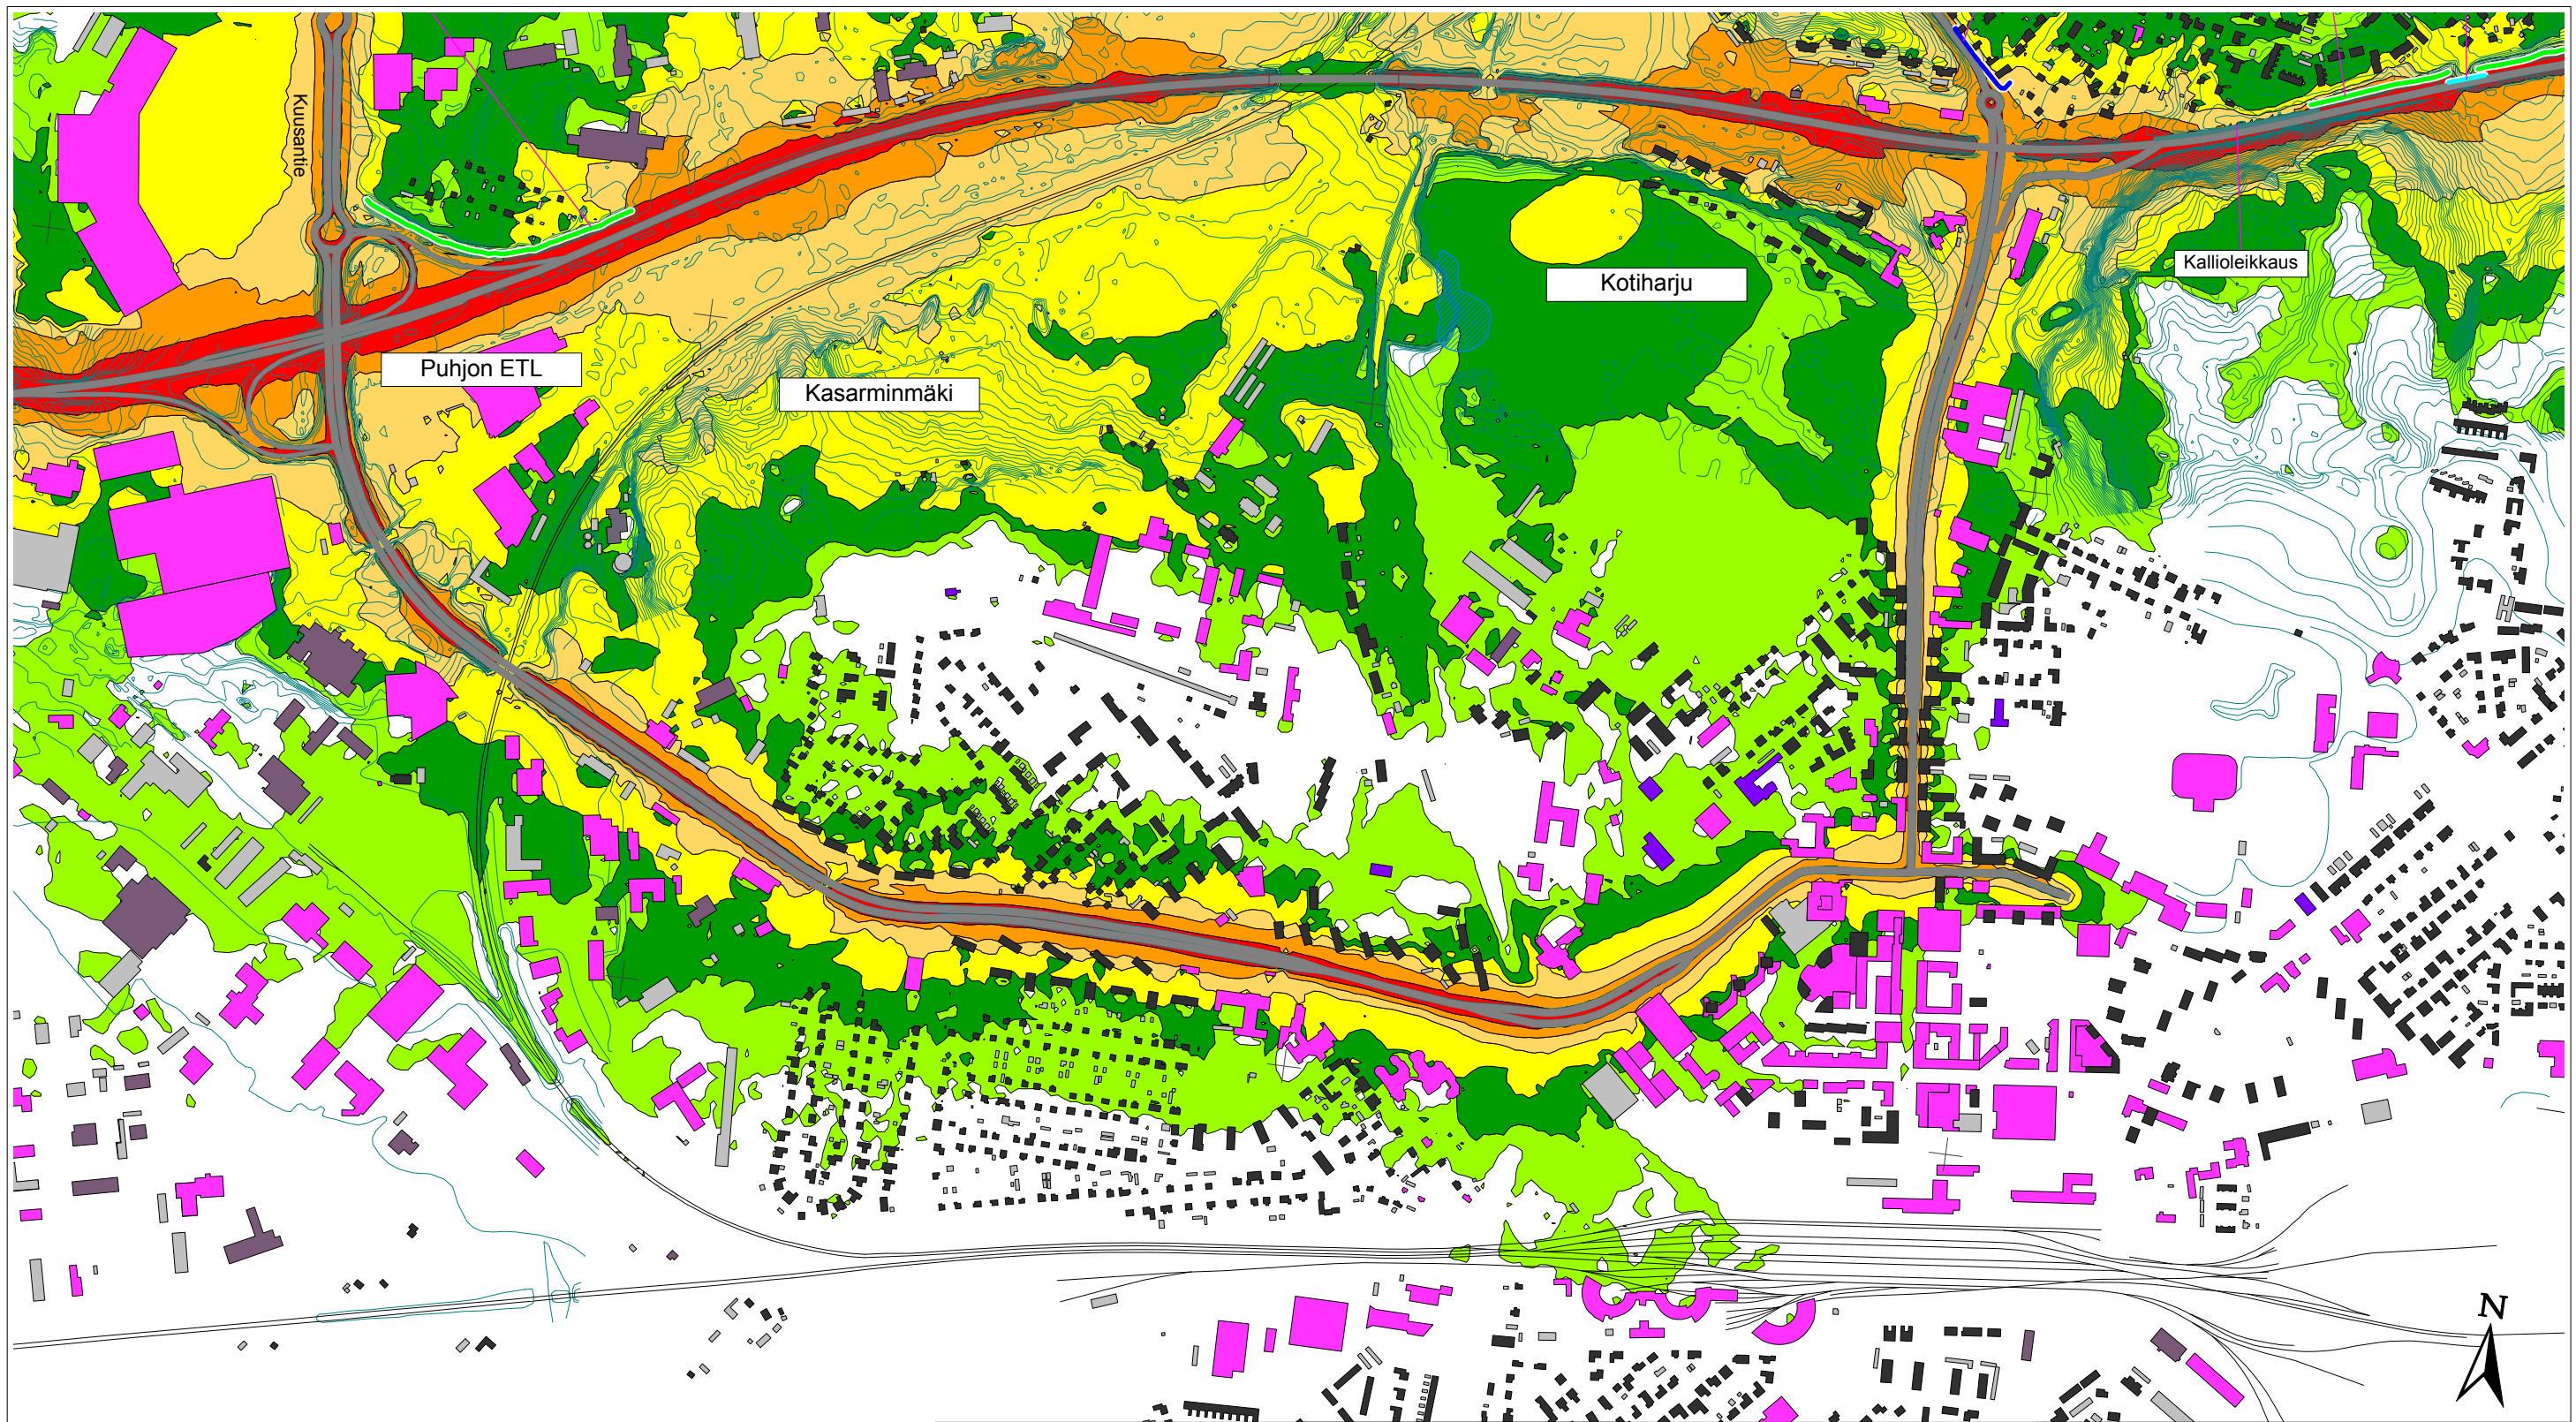 Kuusantie
Kallioleikkaus
Kotiharju
Puhjon ETL
Kasarminmäki
N